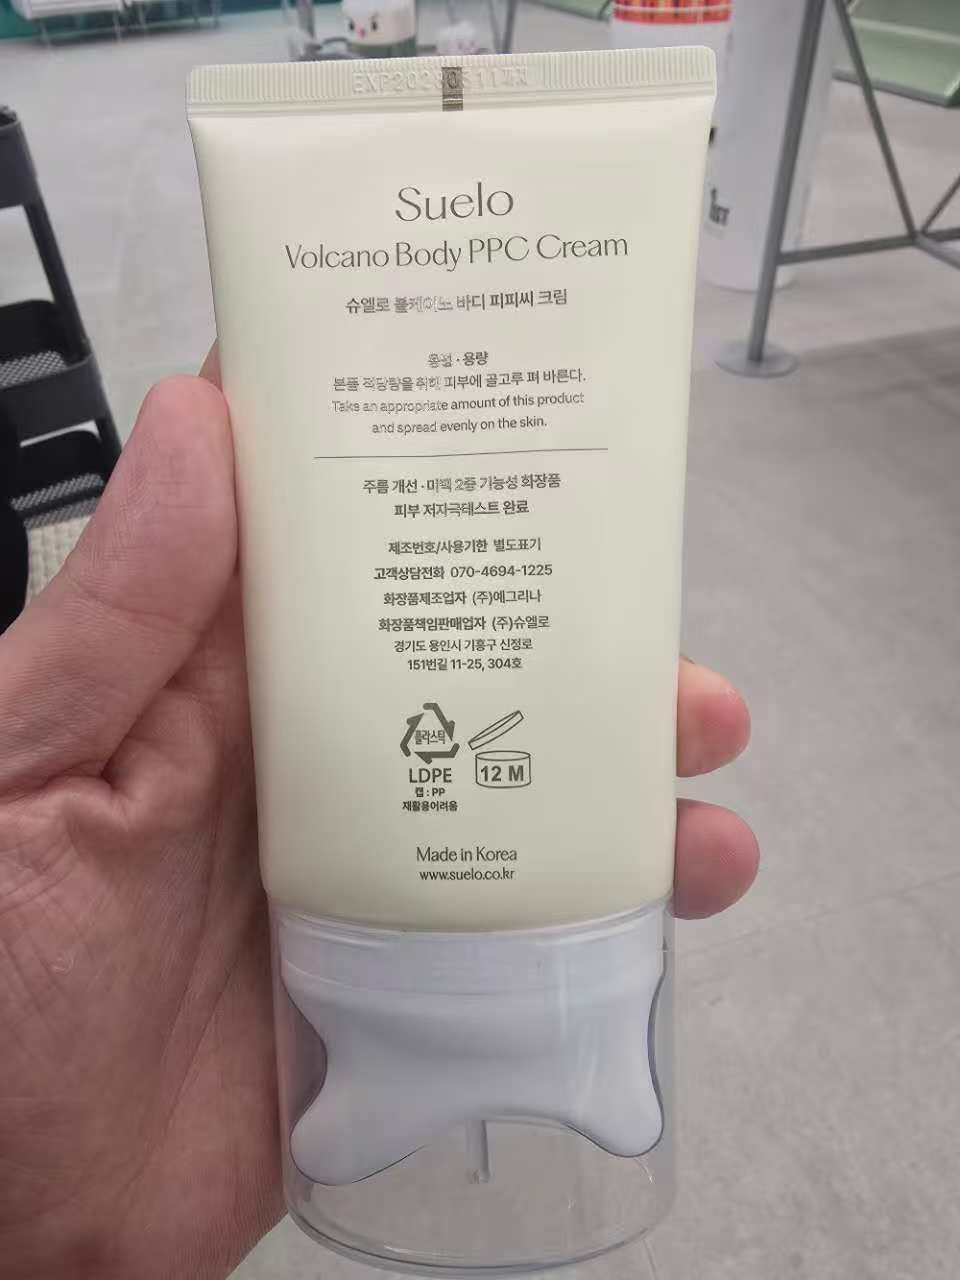 Suelo
Volcano Body PPC Cream
슈엘로 볼케이노 바디 피피씨 크림
용법 · 용량
본품 적당량을 취해 피부에 골고루 펴 바른다.
Take an appropriate amount of this product
and spread evenly on the skin.
주름 개선 · 미백 2중 기능성 화장품
피부 저자극테스트 완료
제조번호/사용기한 별도표기
고객상담전화 070-4694-1225
화장품제조업자 (주)에그리나
화장품책임판매업자 (주)슈엘로
경기도 용인시 기흥구 신정로
151번길 11-25, 304호
플라스틱
LDPE
캡 : PP
재활용어려움
12 M
Made in Korea
www.suelo.co.kr